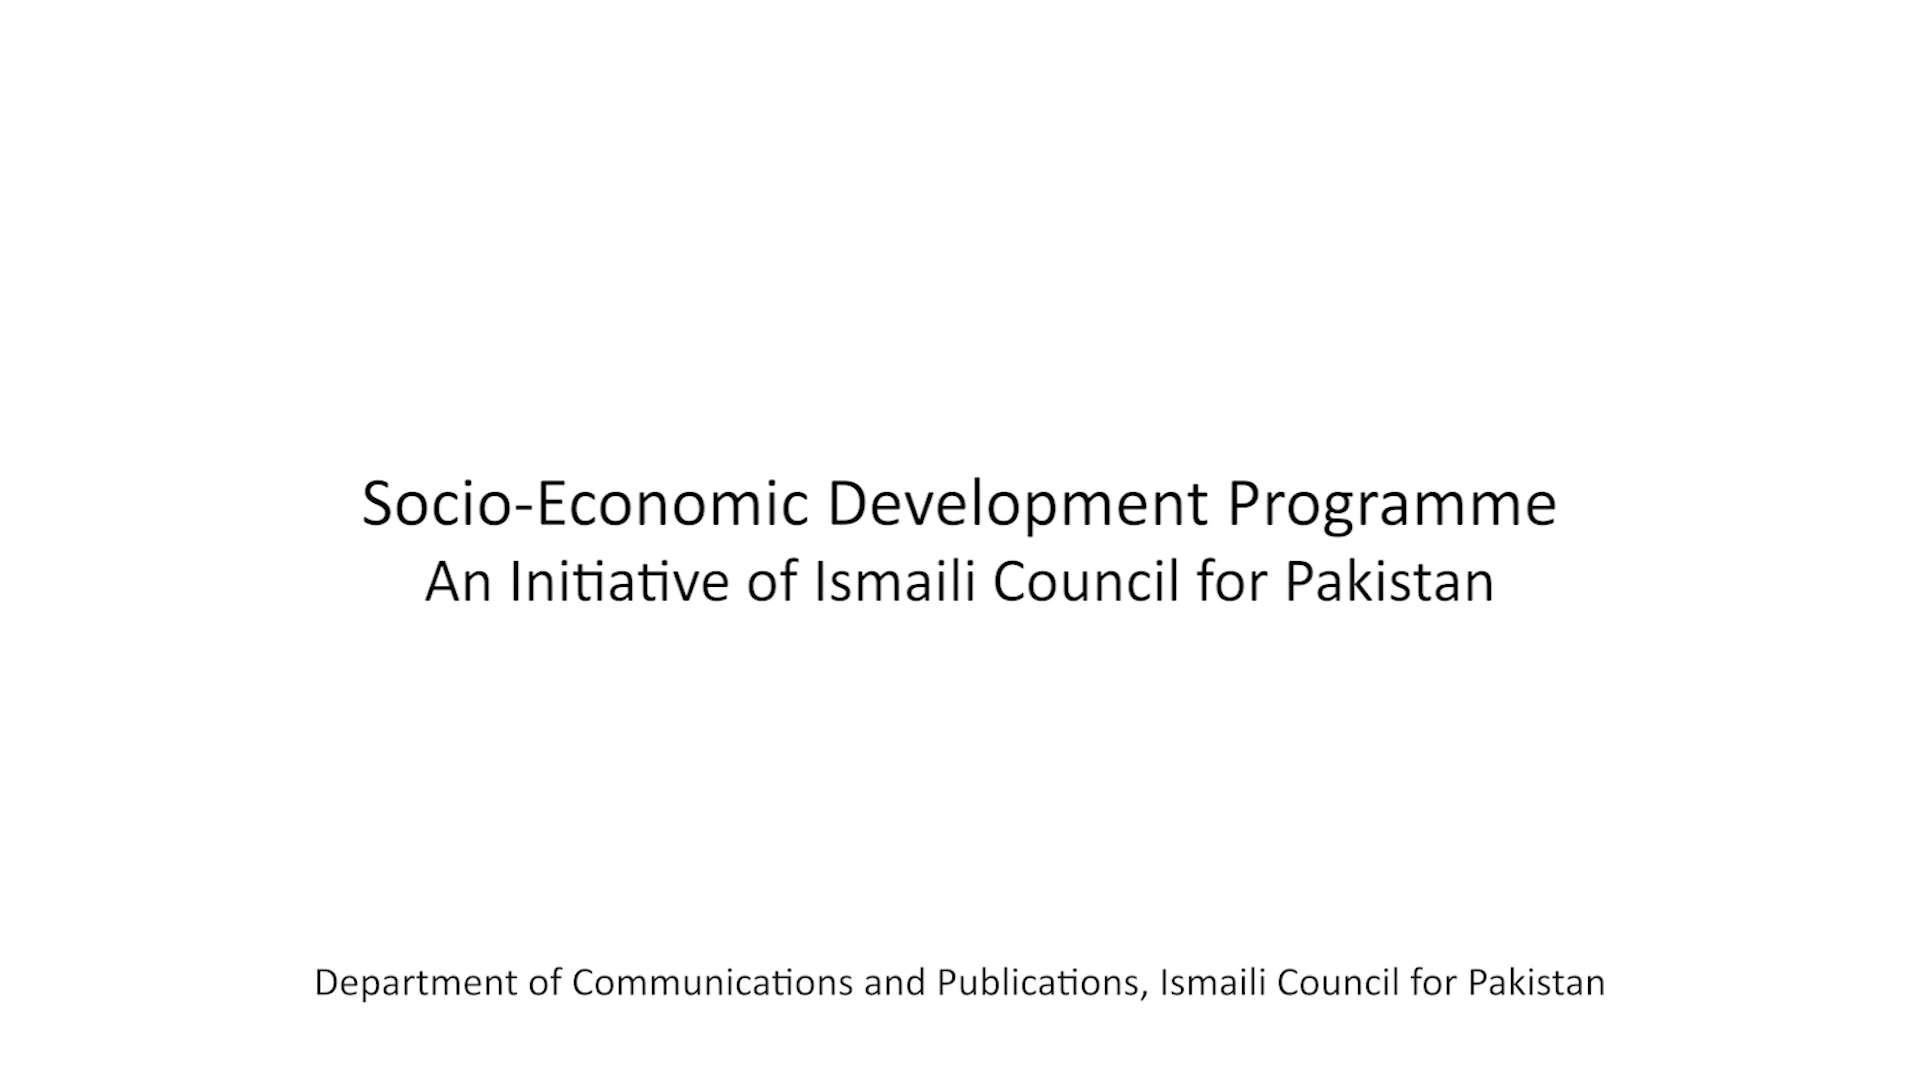 Socio-Economic Development Programme
An Initiative of Ismaili Council for Pakistan
Department of Communications and Publications, Ismaili Council for Pakistan